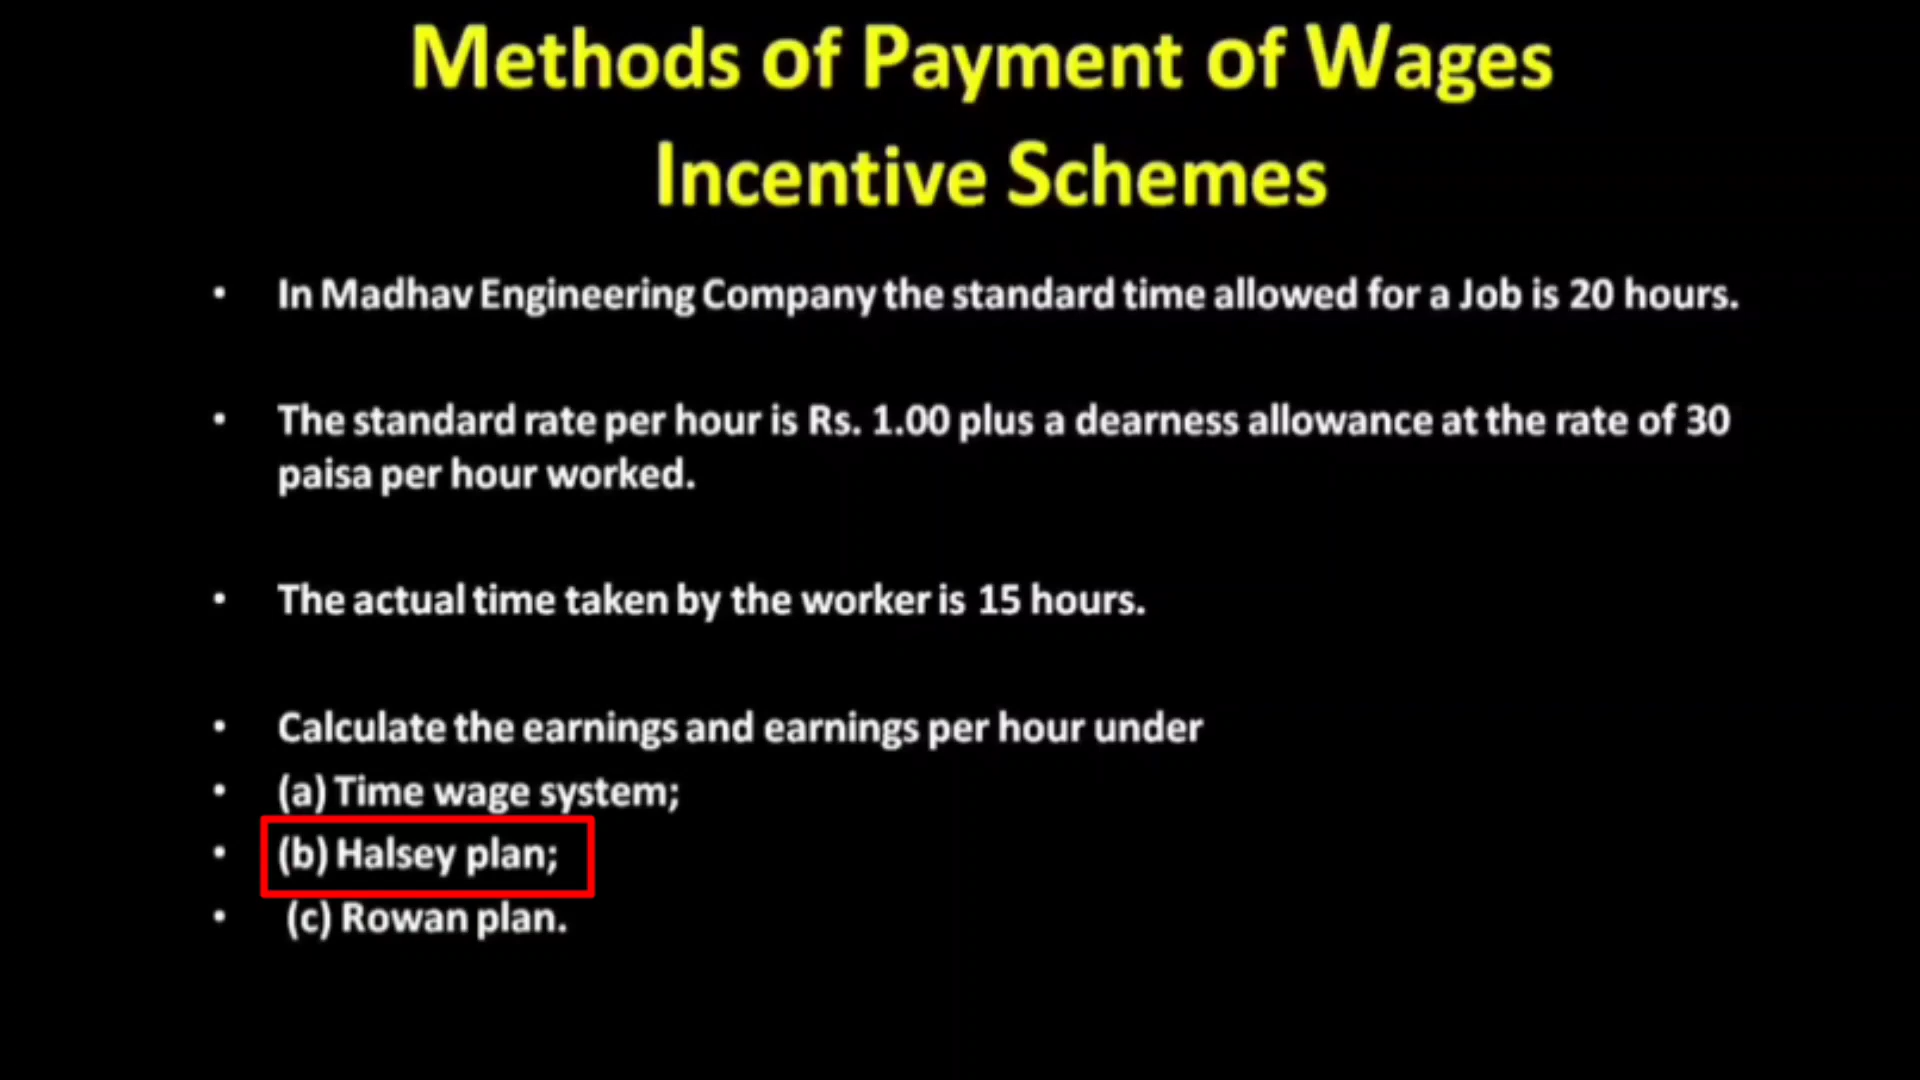 Methods of Payment of Wages
Incentive Schemes
• In Madhav Engineering Company the standard time allowed for a Job is 20 hours.
• The standard rate per hour is Rs. 1.00 plus a dearness allowance at the rate of 30
paisa per hour worked.
• The actual time taken by the worker is 15 hours.
• Calculate the earnings and earnings per hour under
• (a) Time wage system;
• (b) Halsey plan;
• (c) Rowan plan.